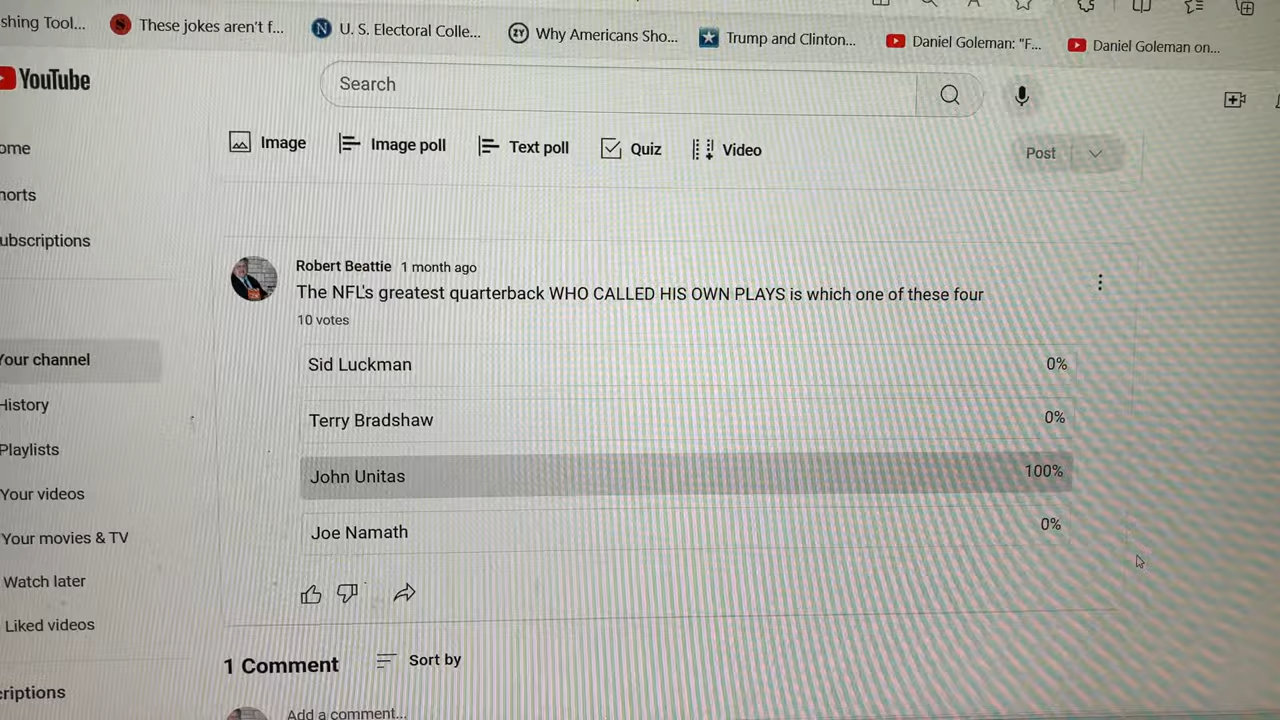 shing Tool... These jokes aren't f... U. S. Electoral Colle... Why Americans Sho... Trump and Clinton... Daniel Goleman: "F... Daniel Goleman on...
YouTube Search
Image Image poll Text poll Quiz Video Post
ome
horts
ubscriptions
Robert Beattie 1 month ago
The NFL's greatest quarterback WHO CALLED HIS OWN PLAYS is which one of these four
10 votes
Your channel
Sid Luckman 0%
History
Terry Bradshaw 0%
Playlists
John Unitas 100%
Your videos
Joe Namath 0%
Your movies & TV
Watch later
Liked videos
1 Comment Sort by
criptions
Add a comment...